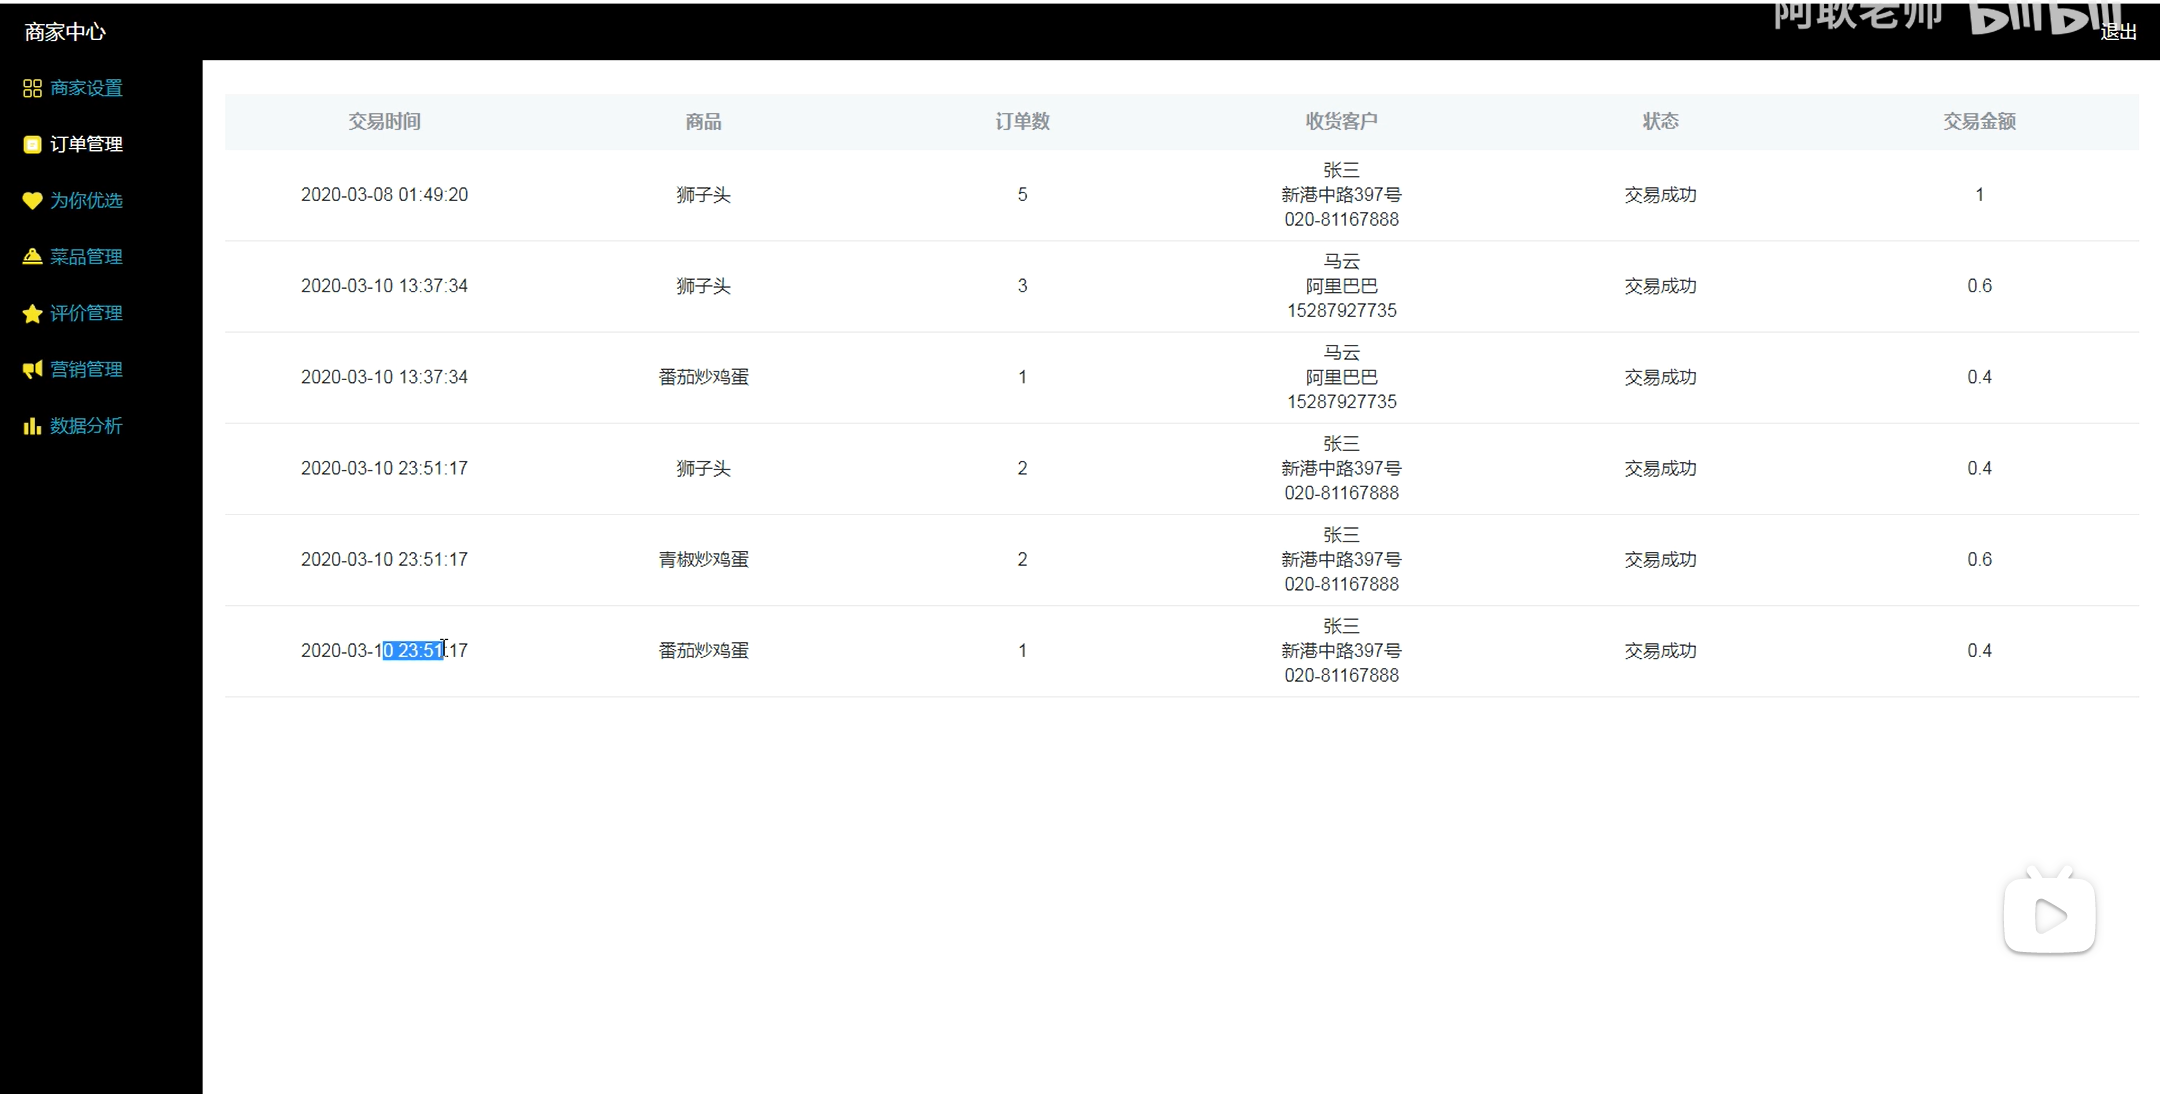 商家中心
阿耿老师 bilibili
退出
商家设置
订单管理
为你优选
菜品管理
评价管理
营销管理
数据分析
交易时间 商品 订单数 收货客户 状态 交易金额
张三
2020-03-08 01:49:20 狮子头 5 新港中路397号 交易成功 1
020-81167888
马云
2020-03-10 13:37:34 狮子头 3 阿里巴巴 交易成功 0.6
15287927735
马云
2020-03-10 13:37:34 番茄炒鸡蛋 1 阿里巴巴 交易成功 0.4
15287927735
张三
2020-03-10 23:51:17 狮子头 2 新港中路397号 交易成功 0.4
020-81167888
张三
2020-03-10 23:51:17 青椒炒鸡蛋 2 新港中路397号 交易成功 0.6
020-81167888
张三
2020-03-10 23:51:17 番茄炒鸡蛋 1 新港中路397号 交易成功 0.4
020-81167888